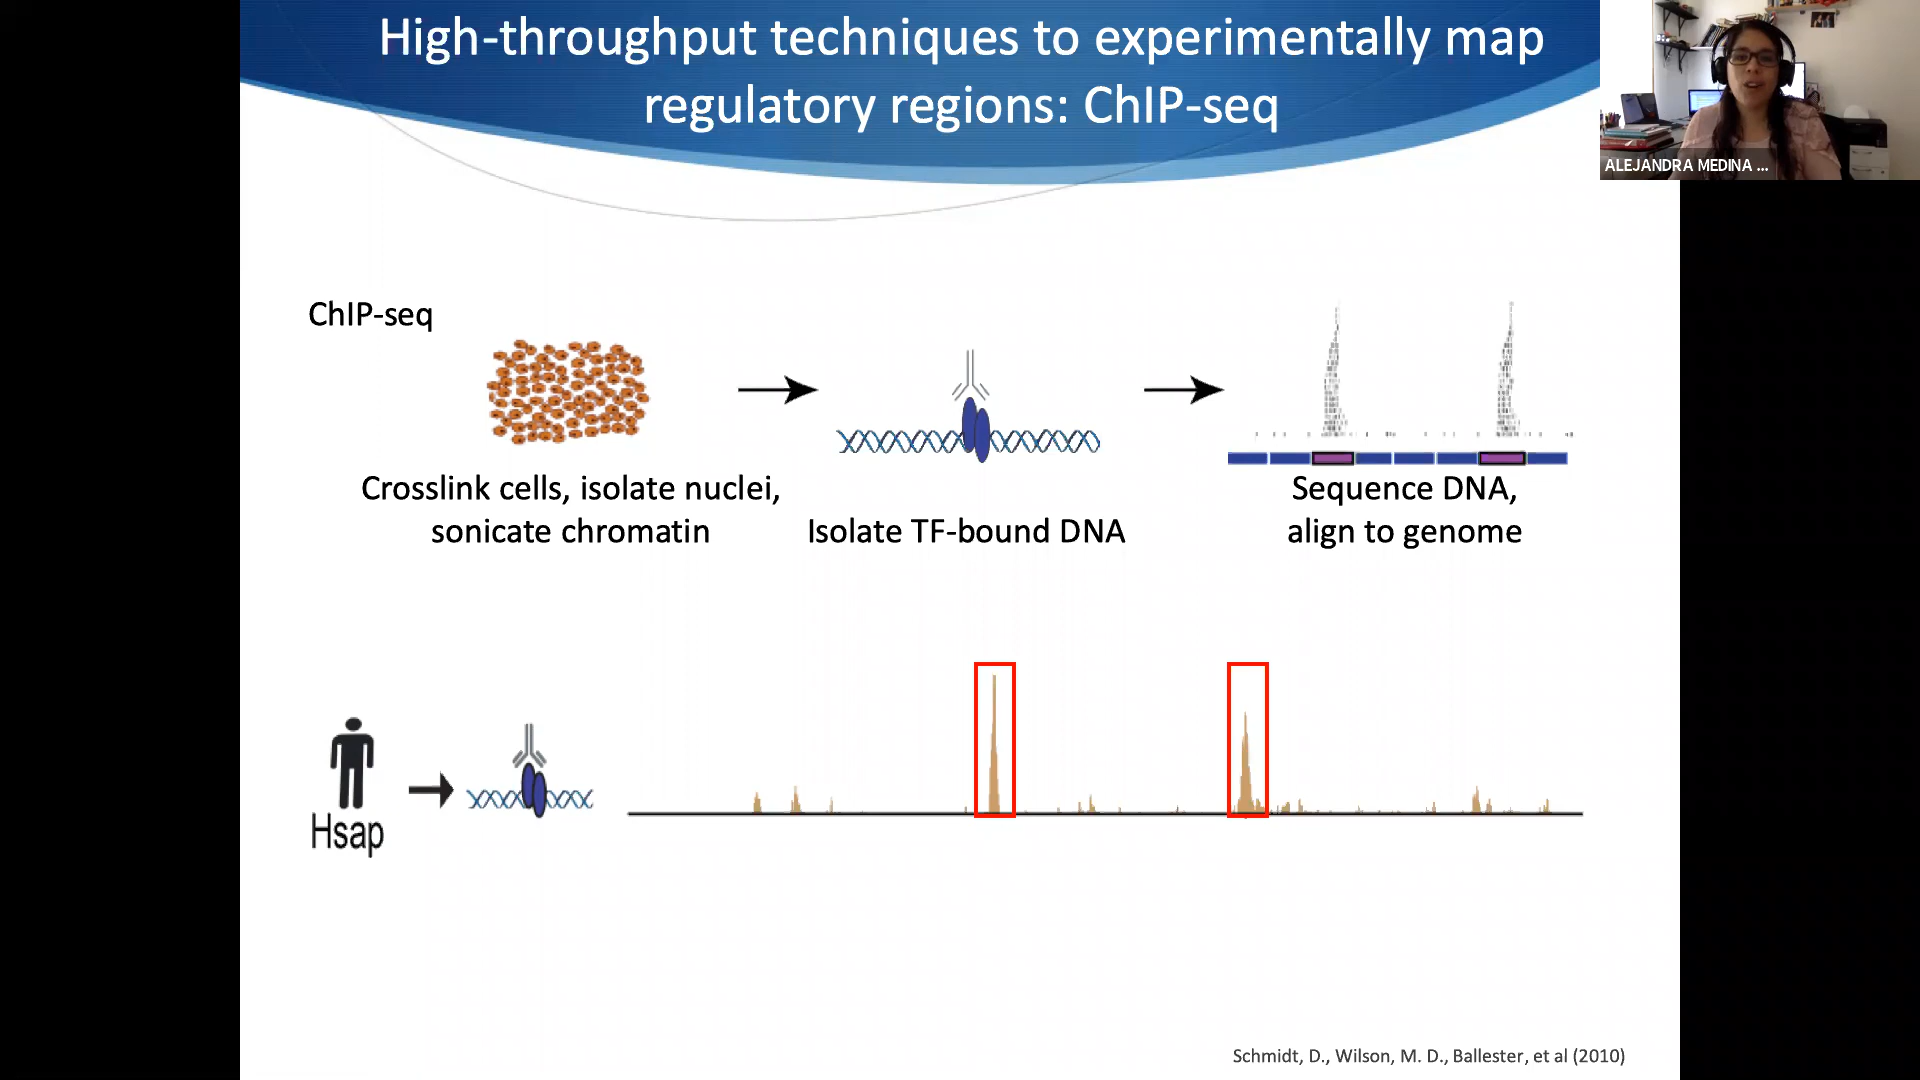 High-throughput techniques to experimentally map
regulatory regions: ChIP-seq
ALEJANDRA MEDINA ...
ChIP-seq
Crosslink cells, isolate nuclei,
sonicate chromatin
Isolate TF-bound DNA
Sequence DNA,
align to genome
Hsap
Schmidt, D., Wilson, M. D., Ballester, et al (2010)